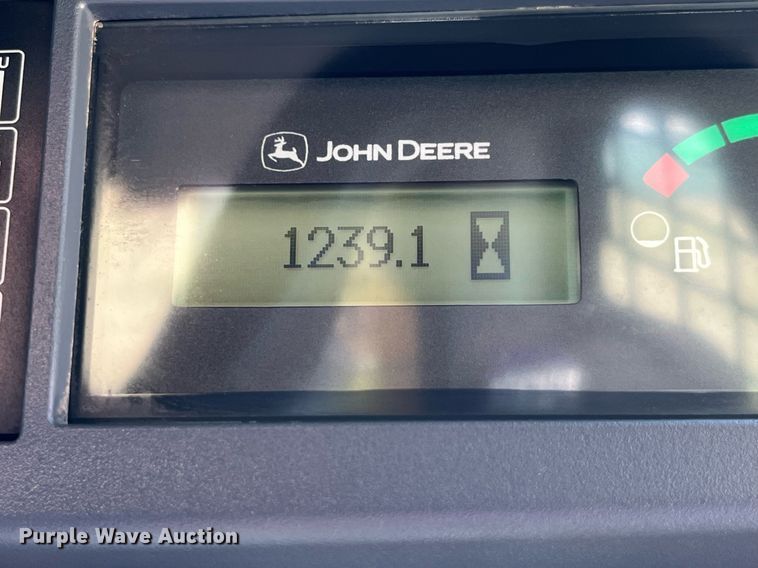 JOHN DEERE
1239.1
Purple Wave Auction